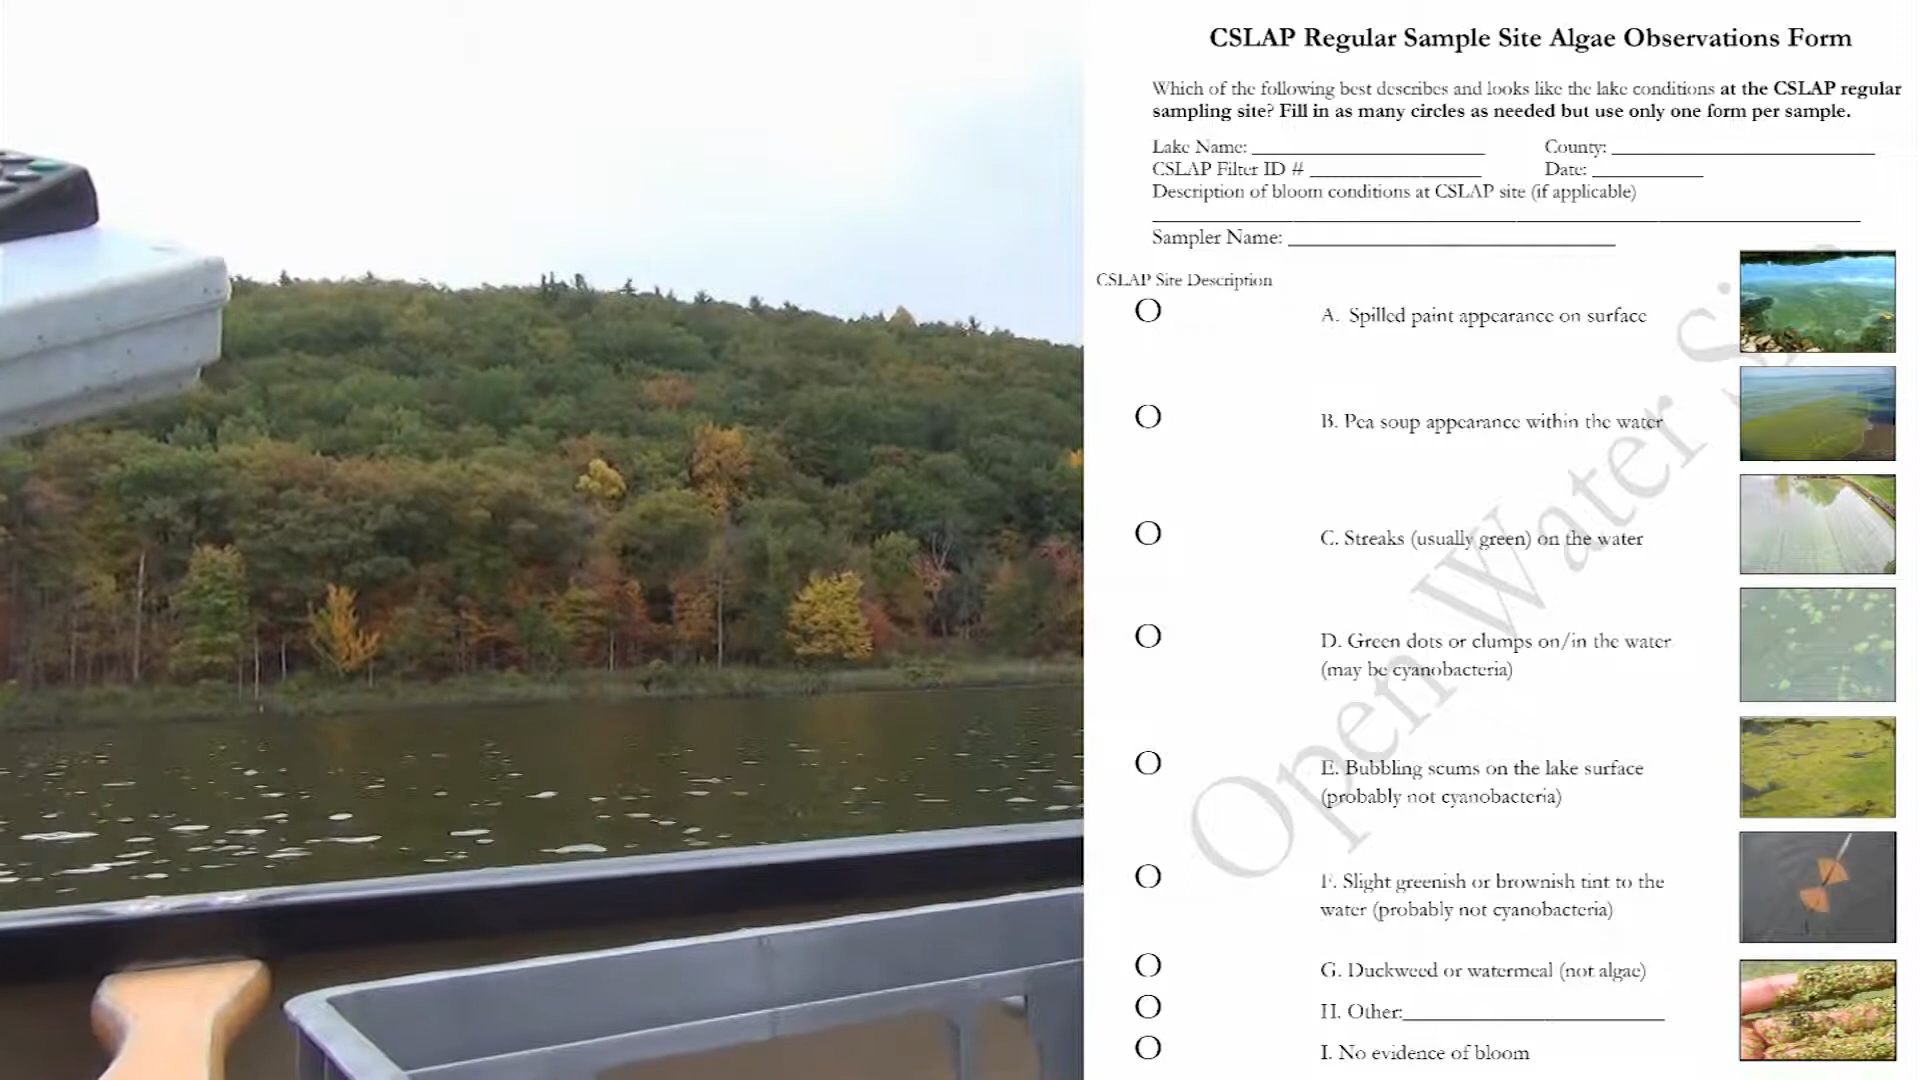 CSLAP Regular Sample Site Algae Observations Form
Which of the following best describes and looks like the lake conditions at the CSLAP regular
sampling site? Fill in as many circles as needed but use only one form per sample.
Lake Name: ____________________ County: ____________________
CSLAP Filter ID # ____________________ Date: ____________
Description of bloom conditions at CSLAP site (if applicable)
Sampler Name: ____________________
CSLAP Site Description
A. Spilled paint appearance on surface
B. Pea soup appearance within the water
C. Streaks (usually green) on the water
D. Green dots or clumps on/in the water
(may be cyanobacteria)
E. Bubbling scums on the lake surface
(probably not cyanobacteria)
F. Slight greenish or brownish tint to the
water (probably not cyanobacteria)
G. Duckweed or watermeal (not algae)
H. Other:____________________
I. No evidence of bloom
Open Water